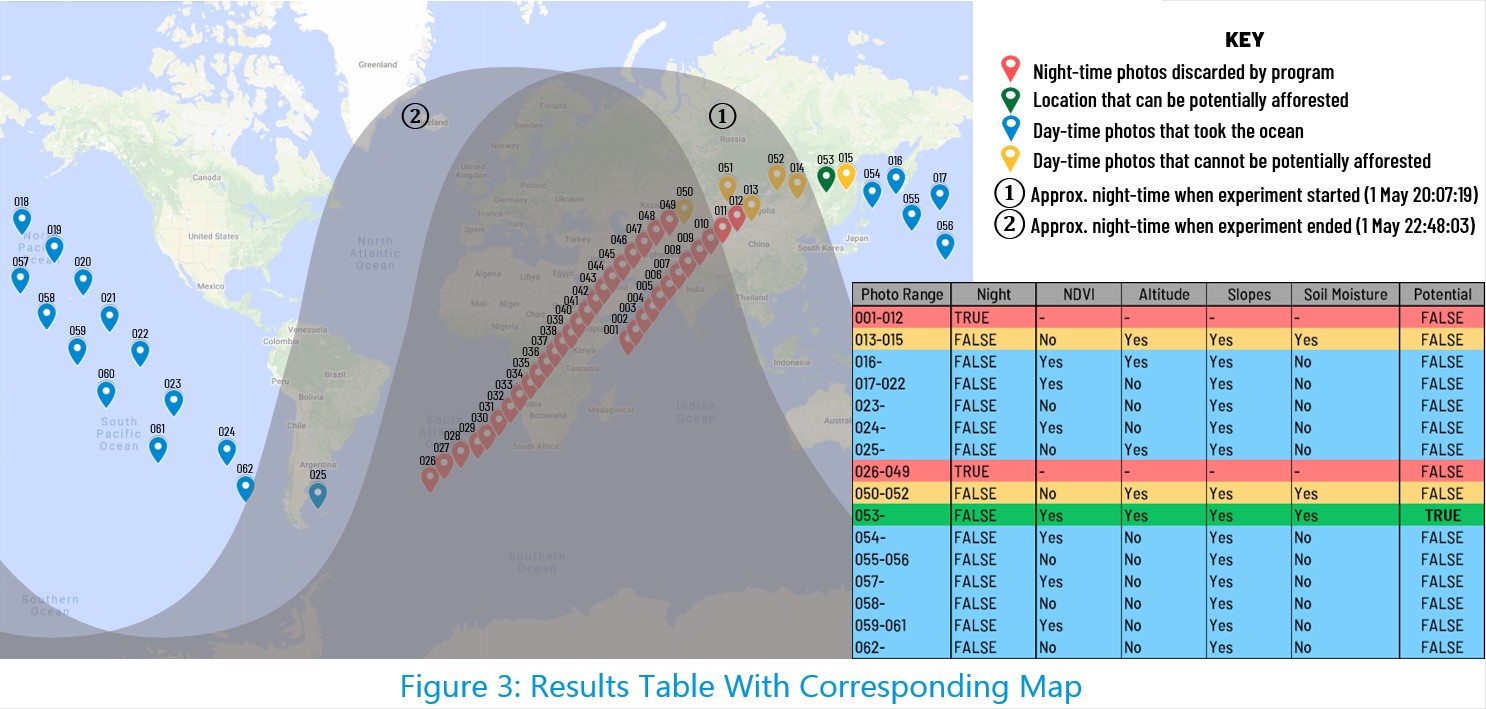 KEY
Night-time photos discarded by program
Location that can be potentially afforested
Day-time photos that took the ocean
Day-time photos that cannot be potentially afforested
1 Approx. night-time when experiment started (1 May 20:07:19)
2 Approx. night-time when experiment ended (1 May 22:48:03)
Greenland
2
1
Finland
Sweden
Norway
Russia
United Kingdom
Poland
Germany
Ukraine
France
Spain
Turkey
Canada
United States
Mexico
Venezuela
Colombia
Peru
Brazil
Bolivia
Chile
Argentina
North Atlantic Ocean
Algeria
Libya
Egypt
Mali
Niger
Chad
Kenya
Tanzania
Botswana
Madagascar
South Africa
Indian Ocean
India
China
Thailand
South Korea
Japan
Indonesia
South Pacific Ocean
Southern Ocean
Southern Ocean
018
019
057
020
058
021
059
022
060
023
061
024
062
025
026
027
028
029
030
031
032
033
034
035
036
037
038
039
040
041
042
043
044
045
046
047
048
049
050
001
002
003
004
005
006
007
008
009
010
011
012
013
051
052
014
053
015
054
016
055
017
056
Photo Range Night NDVI Altitude Slopes Soil Moisture Potential
001-012 TRUE - - - - FALSE
013-015 FALSE No Yes Yes Yes FALSE
016- FALSE Yes Yes Yes No FALSE
017-022 FALSE Yes No Yes No FALSE
023- FALSE No No Yes No FALSE
024- FALSE Yes No Yes No FALSE
025- FALSE No Yes Yes No FALSE
026-049 TRUE - - - - FALSE
050-052 FALSE No Yes Yes Yes FALSE
053- FALSE Yes Yes Yes Yes TRUE
054- FALSE Yes No Yes No FALSE
055-056 FALSE No No Yes No FALSE
057- FALSE Yes No Yes No FALSE
058- FALSE No No Yes No FALSE
059-061 FALSE Yes No Yes No FALSE
062- FALSE No No Yes No FALSE
Figure 3: Results Table With Corresponding Map